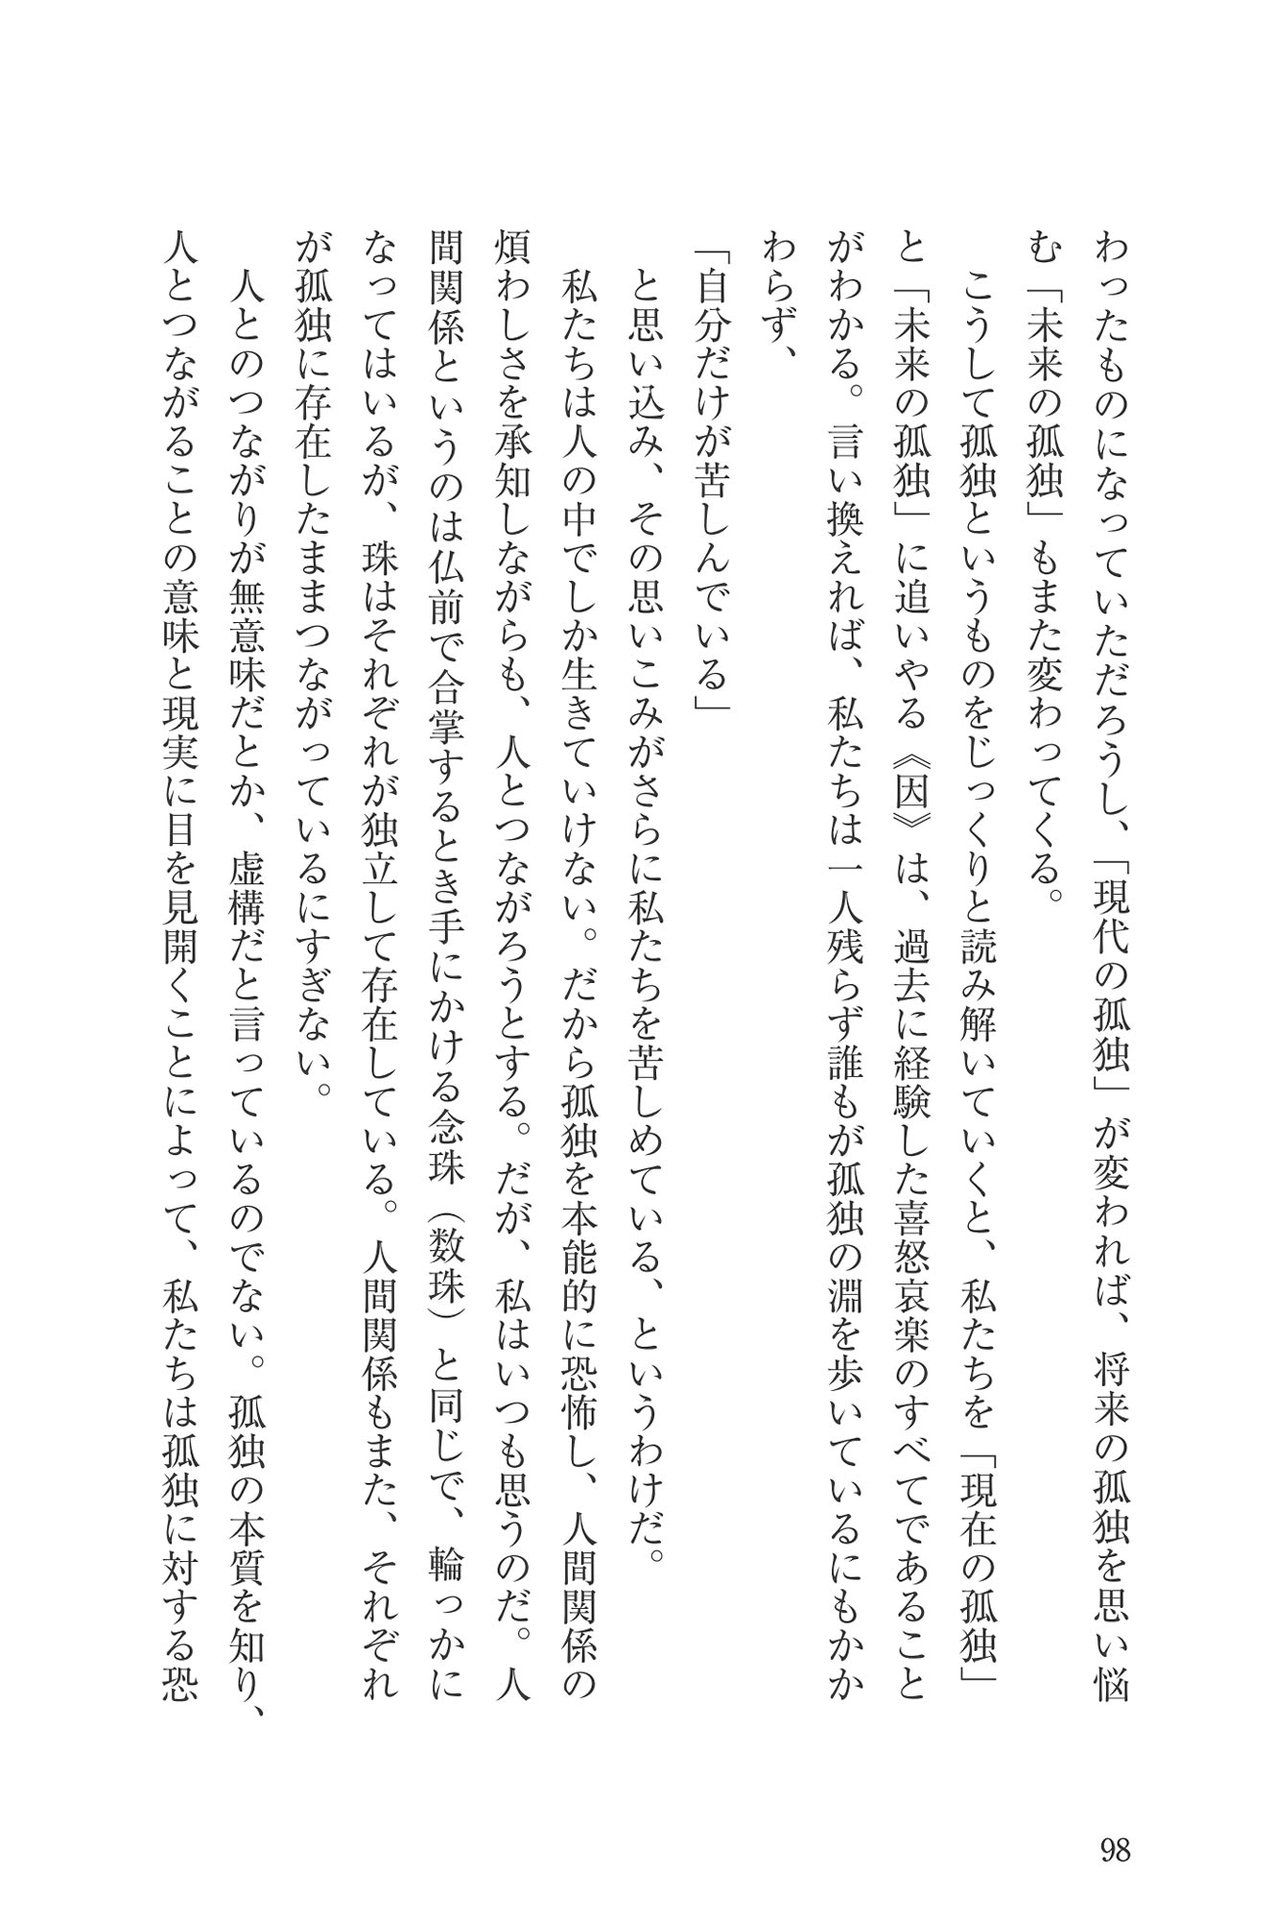 わったものになっていただろうし、「現代の孤独」が変われば、将来の孤独を思い悩
む「未来の孤独」もまた変わってくる。
　こうして孤独というものをじっくりと読み解いていくと、私たちを「現在の孤独」
と「未来の孤独」に追いやる《因》は、過去に経験した喜怒哀楽のすべてであること
がわかる。言い換えれば、私たちは一人残らず誰もが孤独の淵を歩いているにもかか
わらず、
「自分だけが苦しんでいる」
　と思い込み、その思いこみがさらに私たちを苦しめている、というわけだ。
　私たちは人の中でしか生きていけない。だから孤独を本能的に恐怖し、人間関係の
煩わしさを承知しながらも、人とつながろうとする。だが、私はいつも思うのだ。人
間関係というのは仏前で合掌するとき手にかける念珠（数珠）と同じで、輪っかに
なってはいるが、珠はそれぞれが独立して存在している。人間関係もまた、それぞれ
が孤独に存在したままつながっているにすぎない。
　人とのつながりが無意味だとか、虚構だと言っているのでない。孤独の本質を知り、
人とつながることの意味と現実に目を見開くことによって、私たちは孤独に対する恐
98